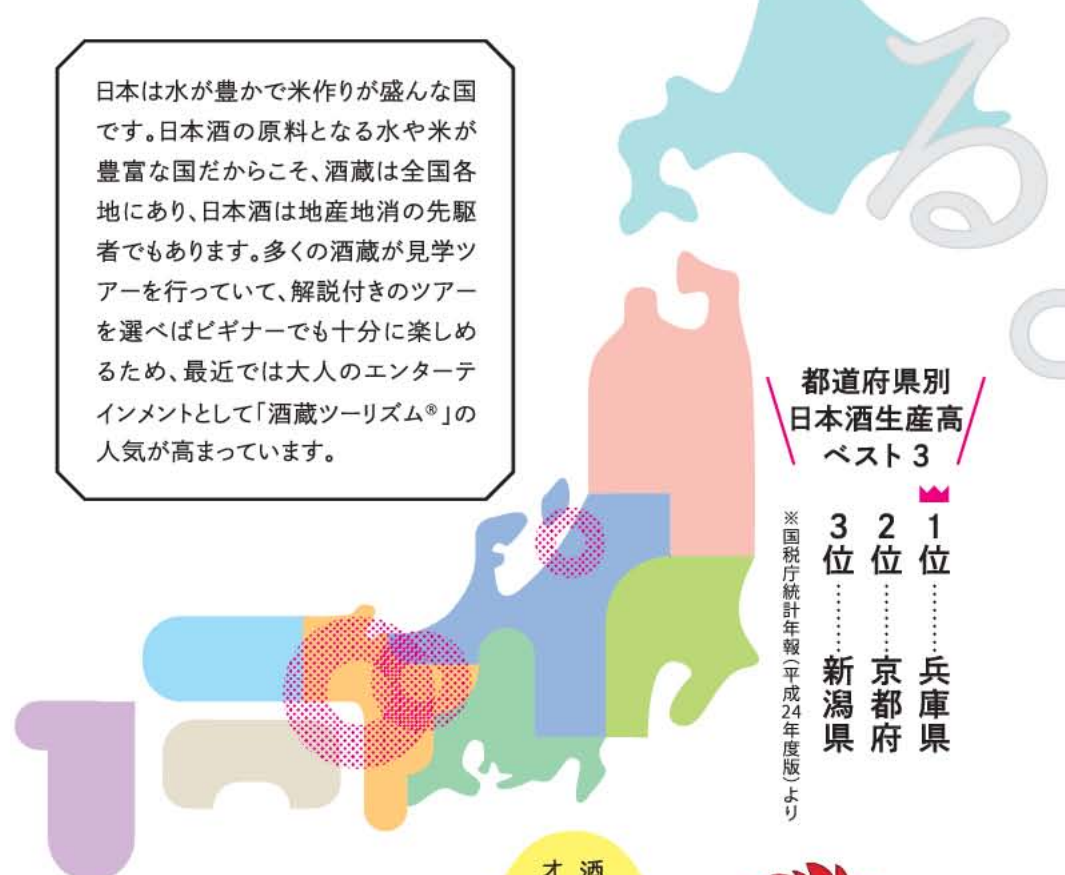 日本は水が豊かで米作りが盛んな国
です。日本酒の原料となる水や米が
豊富な国だからこそ、酒蔵は全国各
地にあり、日本酒は地産地消の先駆
者でもあります。多くの酒蔵が見学ツ
アーを行っていて、解説付きのツアー
を選べばビギナーでも十分に楽しめ
るため、最近では大人のエンターテ
インメントとして「酒蔵ツーリズム®」の
人気が高まっています。
る。
都道府県別
日本酒生産高
ベスト3
1位………兵庫県
2位………京都府
3位………新潟県
※国税庁統計年報(平成24年度版)より
酒
オ